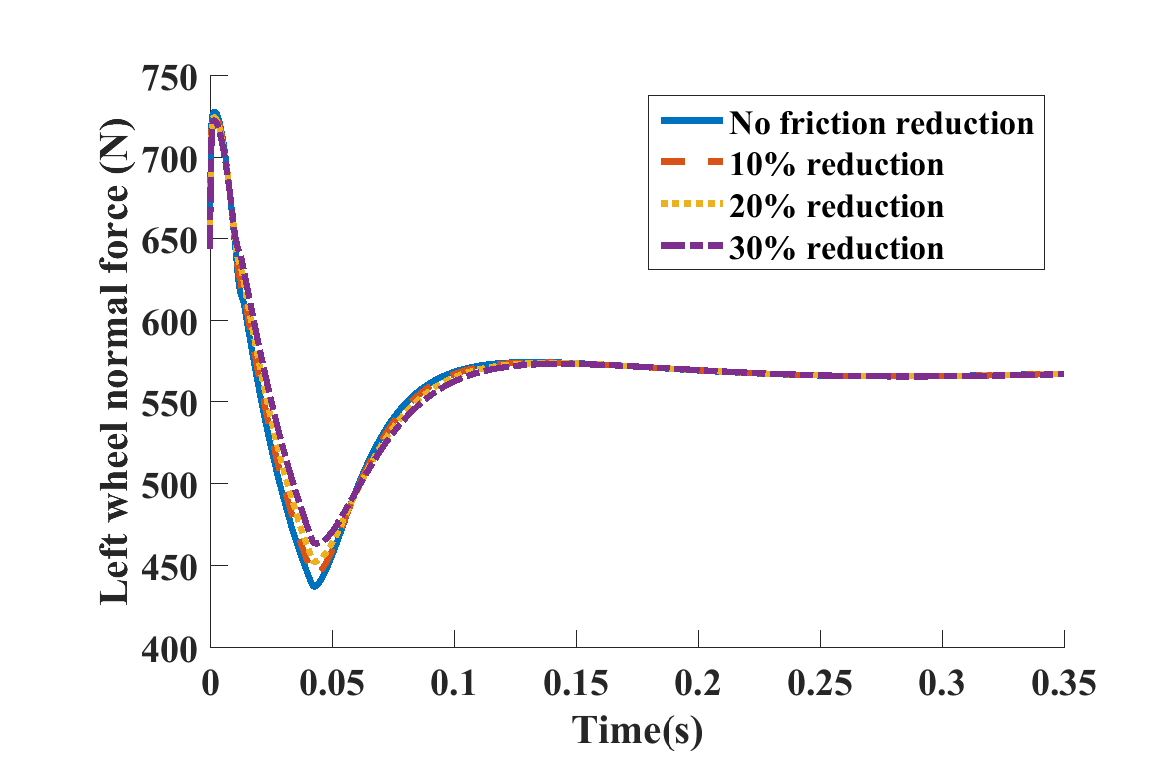 750
700
650
600
550
500
450
400
Left wheel normal force (N)
No friction reduction
10% reduction
20% reduction
30% reduction
0 0.05 0.1 0.15 0.2 0.25 0.3 0.35
Time(s)